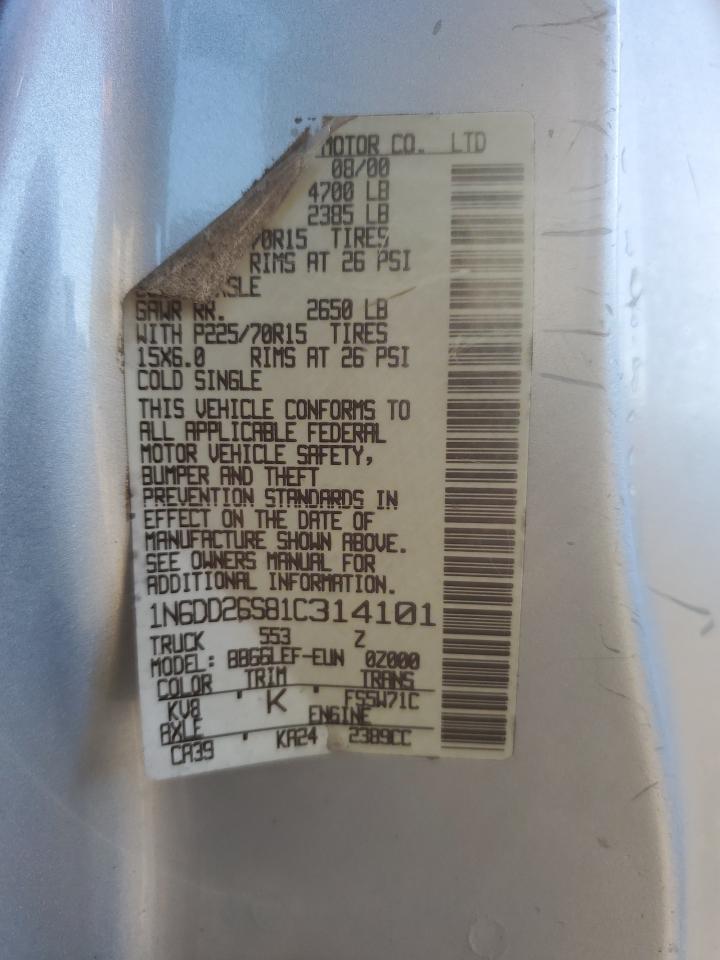 MOTOR CO. LTD
08/00
4700 LB
2385 LB
/70R15 TIRES
RIMS AT 26 PSI
SLE
GAWR RR. 2650 LB
WITH P225/70R15 TIRES
15X6.0 RIMS AT 26 PSI
COLD SINGLE
THIS VEHICLE CONFORMS TO
ALL APPLICABLE FEDERAL
MOTOR VEHICLE SAFETY,
BUMPER AND THEFT
PREVENTION STANDARDS IN
EFFECT ON THE DATE OF
MANUFACTURE SHOWN ABOVE.
SEE OWNERS MANUAL FOR
ADDITIONAL INFORMATION.
1N6DD26S81C314101
TRUCK 553 Z
MODEL: BBGGLEF-EUN 0Z000
COLOR TRIM TRANS
KV8 K FS5W71C
AXLE ENGINE
CA39 KA24 2389CC